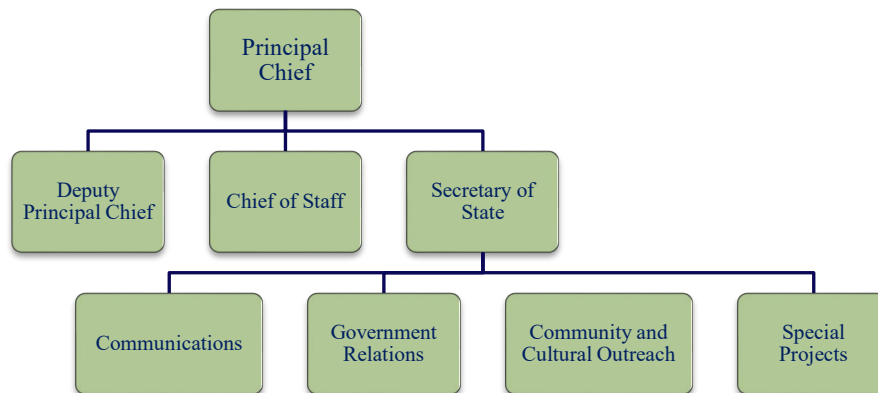 Principal
Chief
Deputy
Principal Chief
Chief of Staff
Secretary of
State
Communications
Government
Relations
Community and
Cultural Outreach
Special
Projects